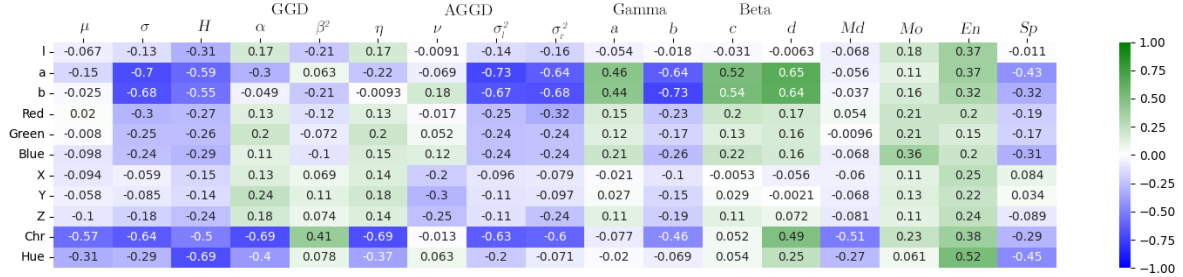 GGD AGGD Gamma Beta
μ σ H α β² η ν σ_l² σ_r² a b c d Md Mo En Sp
l -0.067 -0.13 -0.31 0.17 -0.21 0.17 -0.0091 -0.14 -0.16 -0.054 -0.018 -0.031 -0.0063 -0.068 0.18 0.37 -0.011
a -0.15 -0.7 -0.59 -0.3 0.063 -0.22 -0.069 -0.73 -0.64 0.46 -0.64 0.52 0.65 -0.056 0.11 0.37 -0.43
b -0.025 -0.68 -0.55 -0.049 -0.21 -0.0093 0.18 -0.67 -0.68 0.44 -0.73 0.54 0.64 -0.037 0.16 0.32 -0.32
Red 0.02 -0.3 -0.27 0.13 -0.12 0.13 -0.017 -0.25 -0.32 0.15 -0.23 0.2 0.17 0.054 0.21 0.2 -0.19
Green -0.008 -0.25 -0.26 0.2 -0.072 0.2 0.052 -0.24 -0.24 0.12 -0.17 0.13 0.16 -0.0096 0.21 0.15 -0.17
Blue -0.098 -0.24 -0.29 0.11 -0.1 0.15 0.12 -0.24 -0.24 0.21 -0.26 0.22 0.16 -0.068 0.36 0.2 -0.31
X -0.094 -0.059 -0.15 0.13 0.069 0.14 -0.2 -0.096 -0.079 -0.021 -0.1 -0.0053 -0.056 -0.06 0.11 0.25 0.084
Y -0.058 -0.085 -0.14 0.24 0.11 0.18 -0.3 -0.11 -0.097 0.027 -0.15 0.029 -0.0021 -0.064 0.12 0.22 0.034
Z -0.1 -0.18 -0.24 0.18 0.074 0.14 -0.25 -0.11 -0.24 0.11 -0.19 0.11 0.072 -0.081 0.11 0.24 -0.089
Chr -0.57 -0.64 -0.5 -0.69 0.41 -0.69 -0.013 -0.63 -0.6 -0.077 -0.46 0.052 0.49 -0.51 0.23 0.38 -0.29
Hue -0.31 -0.29 -0.69 -0.4 0.078 -0.37 0.063 -0.2 -0.071 -0.02 -0.069 0.054 0.25 -0.27 0.061 0.52 -0.45
1.00
0.75
0.50
0.25
0.00
−0.25
−0.50
−0.75
−1.00